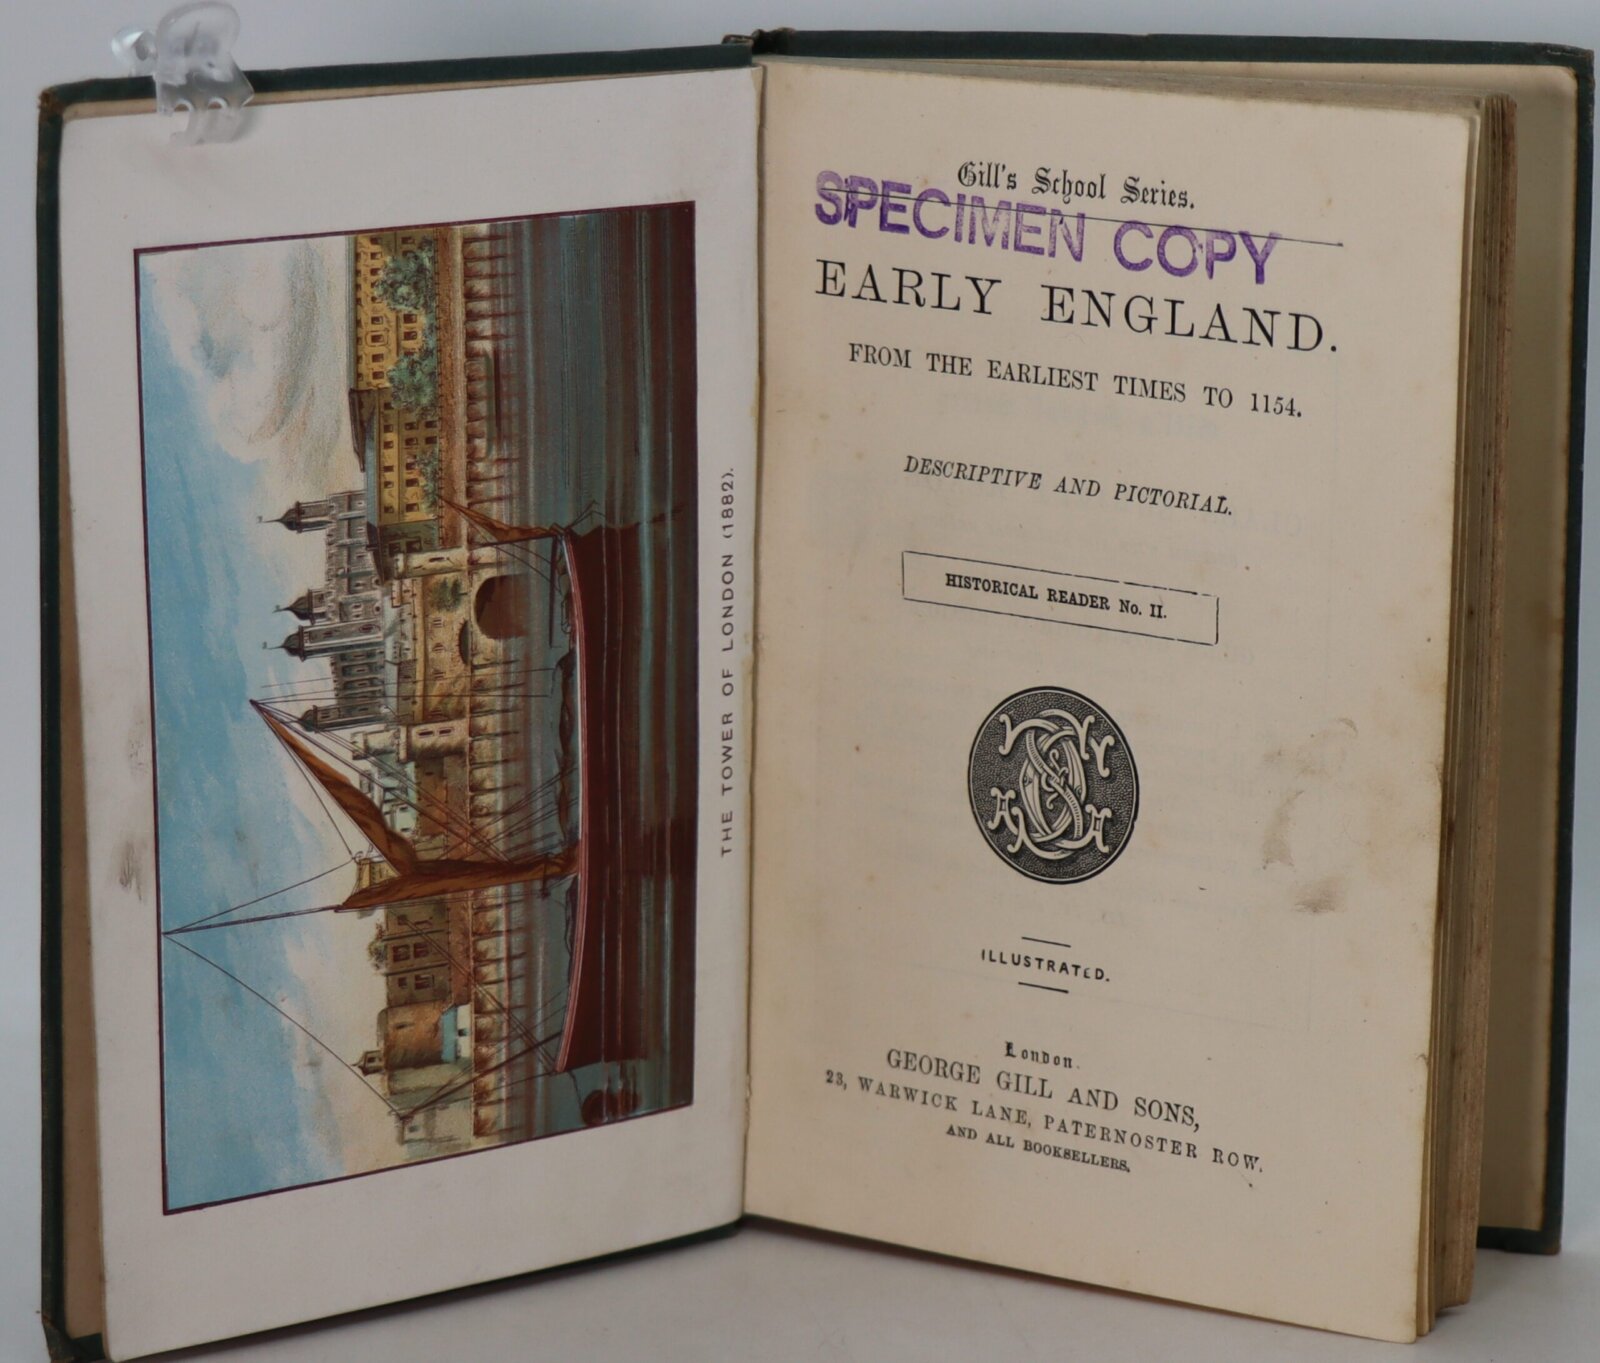 THE TOWER OF LONDON (1882).
Gill's School Series.
SPECIMEN COPY
EARLY ENGLAND.
FROM THE EARLIEST TIMES TO 1154.
DESCRIPTIVE AND PICTORIAL.
HISTORICAL READER No. II.
ILLUSTRATED.
London.
GEORGE GILL AND SONS,
23, WARWICK LANE, PATERNOSTER ROW.
AND ALL BOOKSELLERS.